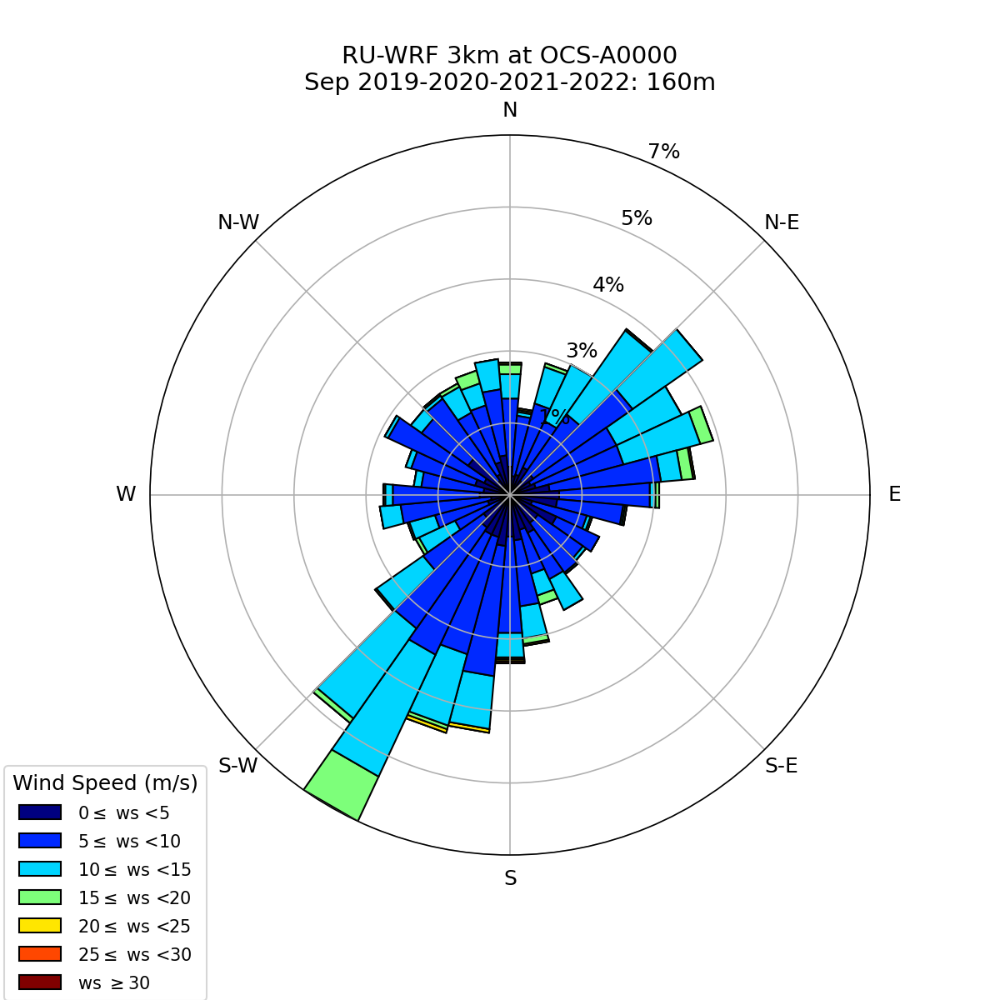 RU-WRF 3km at OCS-A0000
Sep 2019-2020-2021-2022: 160m
N
7%
5%
N-W
N-E
4%
3%
1%
W
E
S-W
S-E
S
Wind Speed (m/s)
0 ≤ ws <5
5 ≤ ws <10
10 ≤ ws <15
15 ≤ ws <20
20 ≤ ws <25
25 ≤ ws <30
ws ≥ 30